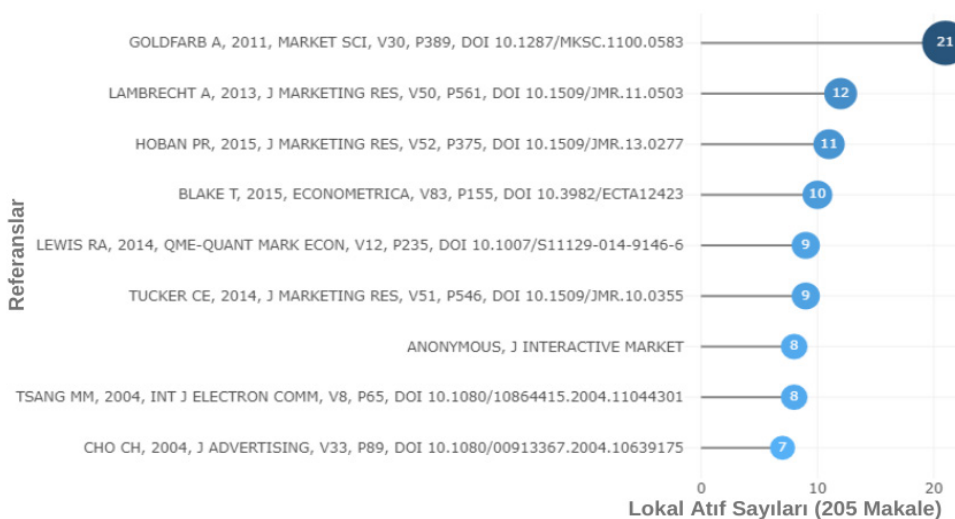 GOLDFARB A, 2011, MARKET SCI, V30, P389, DOI 10.1287/MKSC.1100.0583
21
LAMBRECHT A, 2013, J MARKETING RES, V50, P561, DOI 10.1509/JMR.11.0503
12
HOBAN PR, 2015, J MARKETING RES, V52, P375, DOI 10.1509/JMR.13.0277
11
BLAKE T, 2015, ECONOMETRICA, V83, P155, DOI 10.3982/ECTA12423
10
LEWIS RA, 2014, QME-QUANT MARK ECON, V12, P235, DOI 10.1007/S11129-014-9146-6
9
TUCKER CE, 2014, J MARKETING RES, V51, P546, DOI 10.1509/JMR.10.0355
9
ANONYMOUS, J INTERACTIVE MARKET
8
TSANG MM, 2004, INT J ELECTRON COMM, V8, P65, DOI 10.1080/10864415.2004.11044301
8
CHO CH, 2004, J ADVERTISING, V33, P89, DOI 10.1080/00913367.2004.10639175
7
Referanslar
0 10 20
Lokal Atıf Sayıları (205 Makale)